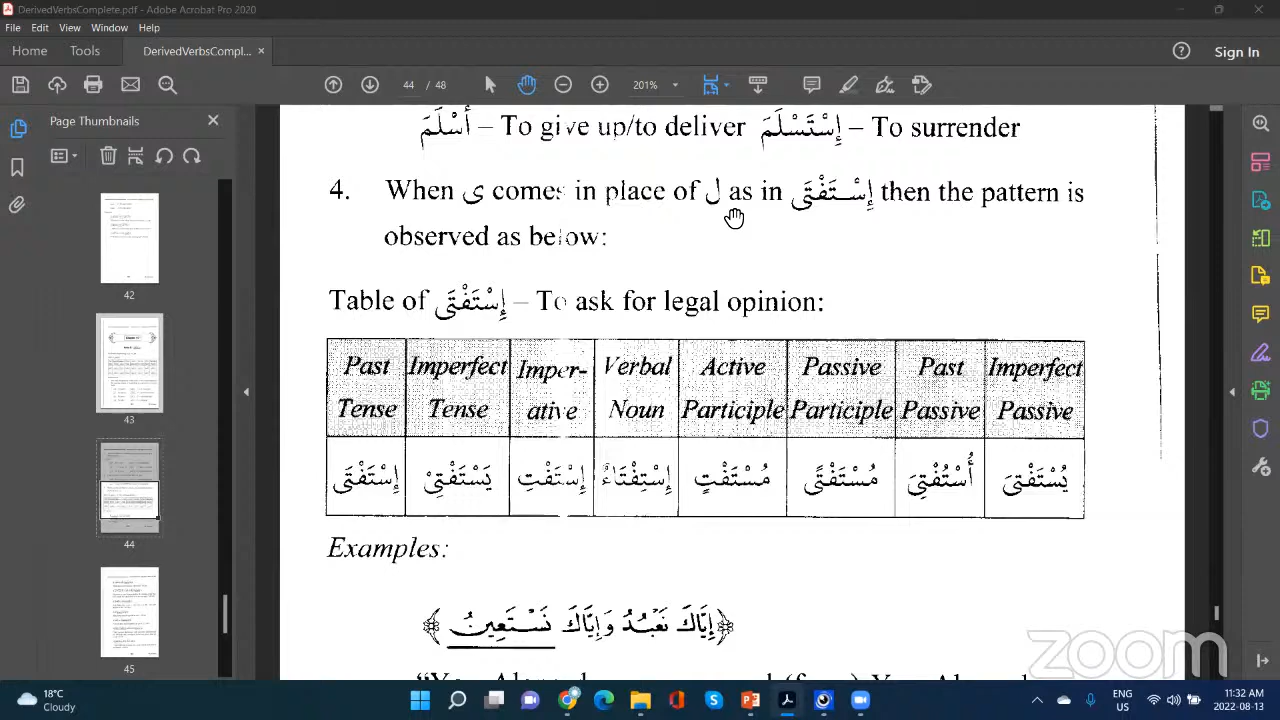 DerivedVerbsComplete.pdf - Adobe Acrobat Pro 2020
File Edit View Window Help
Home Tools DerivedVerbsCompl... × Sign In
44 / 48 201%
Page Thumbnails
42
43
44
45
أَسْلَمَ – To give up/to deliver إِسْتَسْلَمَ – To surrender
4. When ى comes in place of ل as in إِسْتَفْتَى then the pattern is
observed as below:
Table of إِسْتَفْتَى – To ask for legal opinion:
Past Tense Imperfect Tense Imper-ative Verbal Noun Active Participle Passive Participle Past Passive Imperfect Passive
إِسْتَفْتَى يَسْتَفْتِيْ إِسْتَفْتِ إِسْتِفْتَاءُ مُسْتَفْتٍ مُسْتَفْتَى أُسْتُفْتِىَ يُسْتَفْتَى
Examples:
﴿إِيَّاكَ نَعْبُدُ وَإِيَّاكَ نَسْتَعِينُ﴾
zoom
18°C
Cloudy
ENG
US
11:32 AM
2022-08-13